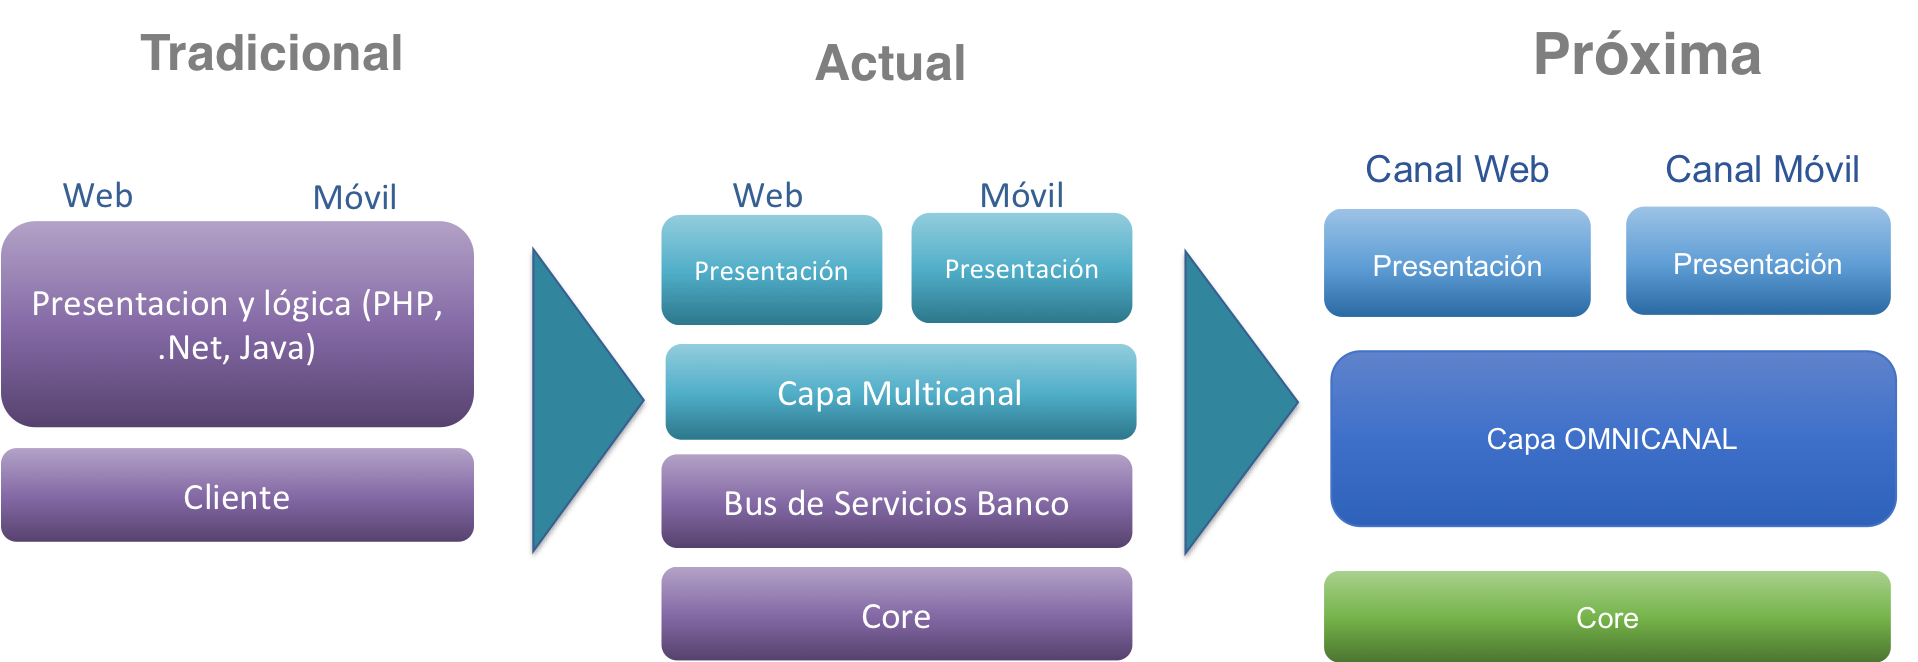 Tradicional
Web
Móvil
Presentacion y lógica (PHP,
.Net, Java)
Cliente
Actual
Web
Móvil
Presentación
Presentación
Capa Multicanal
Bus de Servicios Banco
Core
Próxima
Canal Web
Canal Móvil
Presentación
Presentación
Capa OMNICANAL
Core